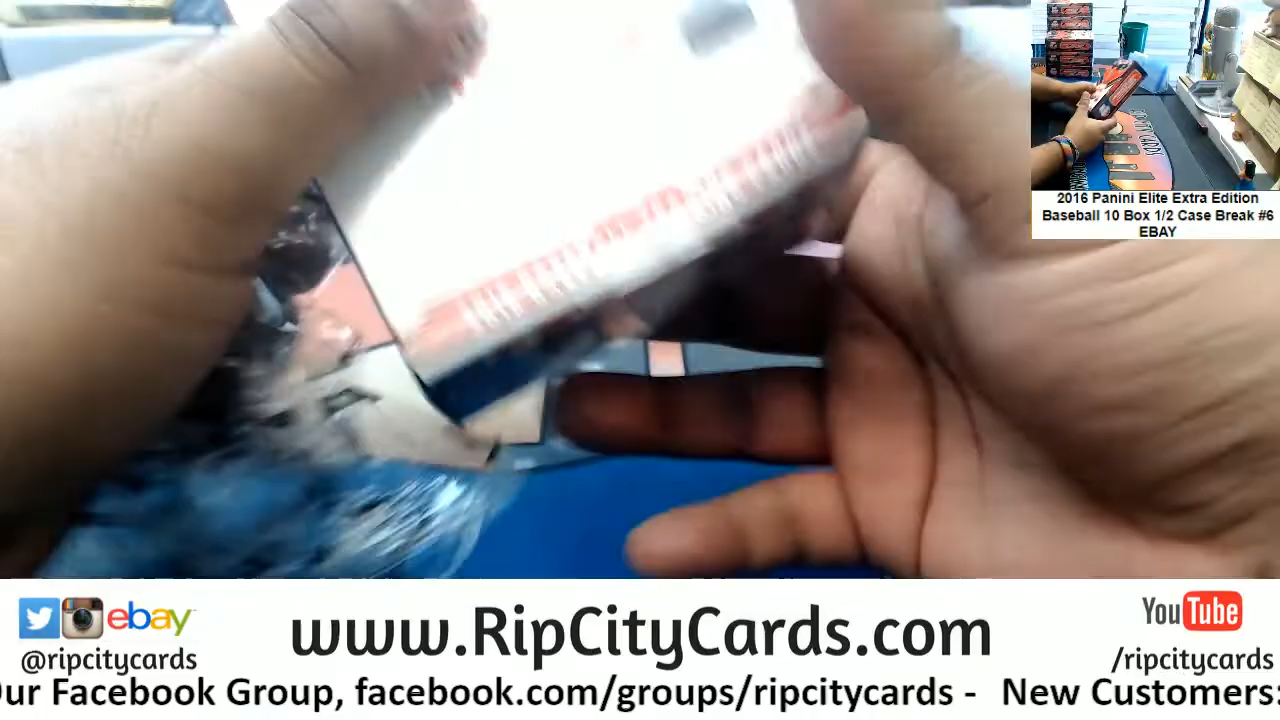 2016 Panini Elite Extra Edition
Baseball 10 Box 1/2 Case Break #6
EBAY
ebay
@ripcitycards
www.RipCityCards.com
YouTube
/ripcitycards
Our Facebook Group, facebook.com/groups/ripcitycards - New Customers: